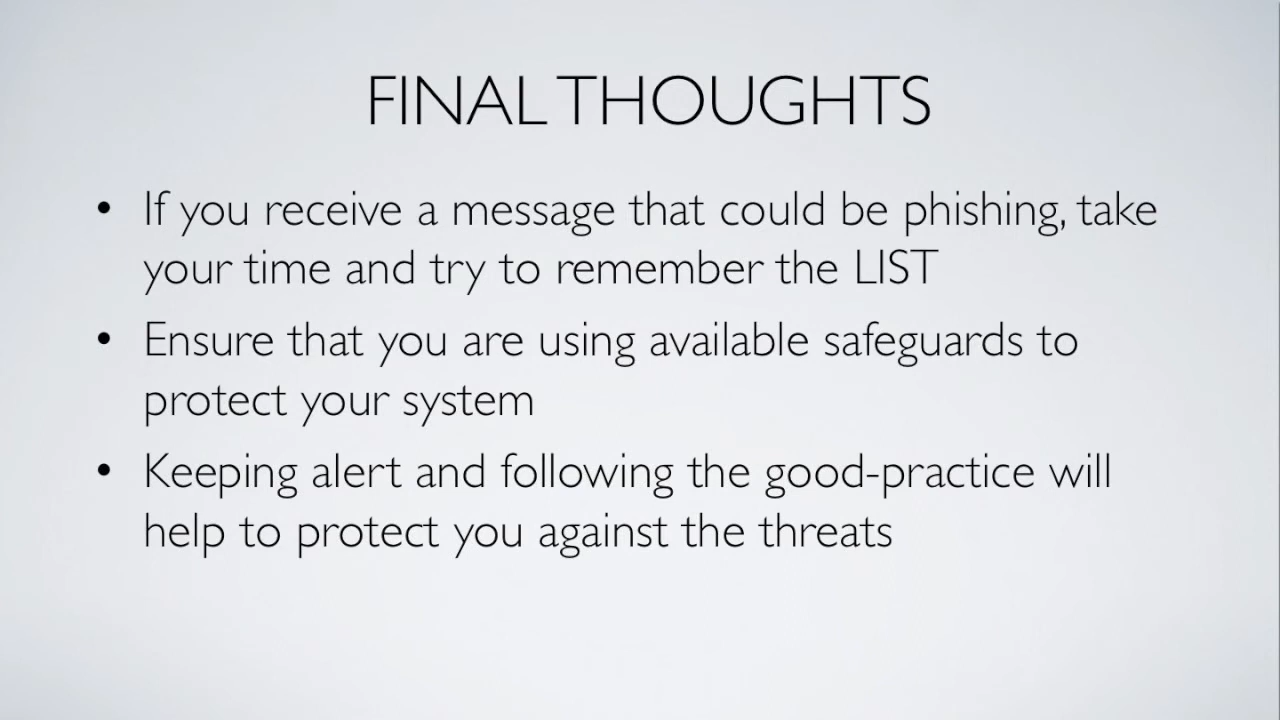 FINAL THOUGHTS
• If you receive a message that could be phishing, take
your time and try to remember the LIST
• Ensure that you are using available safeguards to
protect your system
• Keeping alert and following the good-practice will
help to protect you against the threats